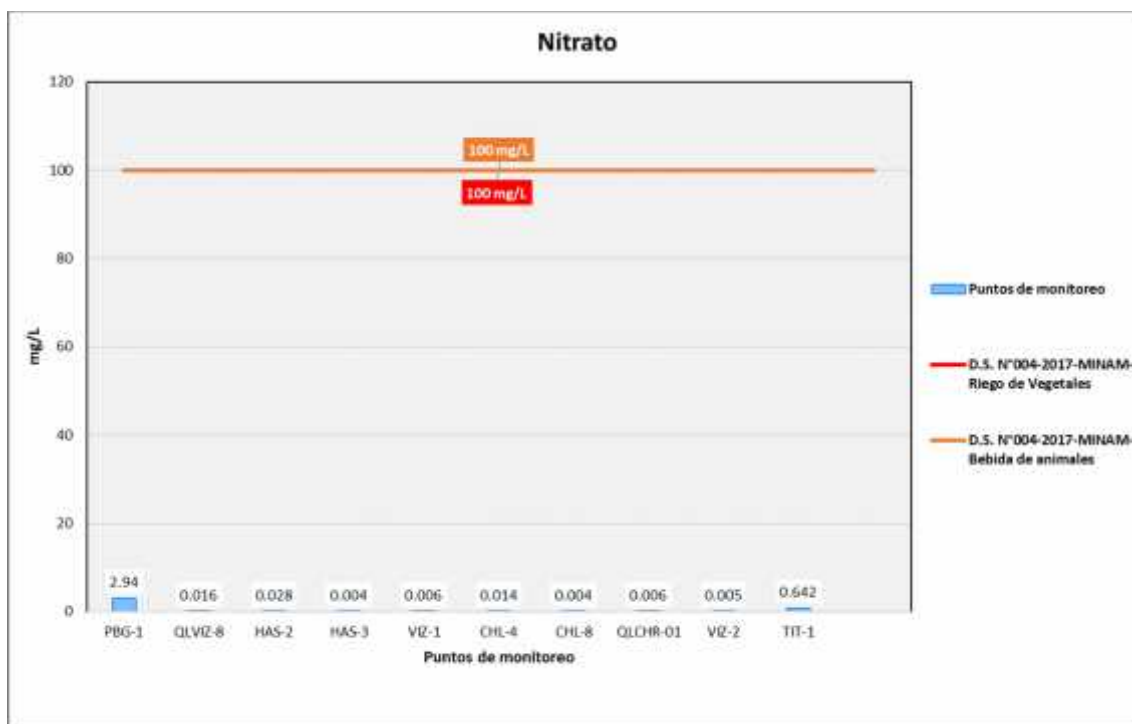 Nitrato
120
100
80
60
40
20
0
mg/L
100 mg/L
100 mg/L
2.94
0.016
0.028
0.004
0.006
0.014
0.004
0.006
0.005
0.642
PBG-1
QLVIZ-8
HAS-2
HAS-3
VIZ-1
CHL-4
CHL-8
QLCHR-01
VIZ-2
TIT-1
Puntos de monitoreo
Puntos de monitoreo
D.S. N°004-2017-MINAM-
Riego de Vegetales
D.S. N°004-2017-MINAM-
Bebida de animales